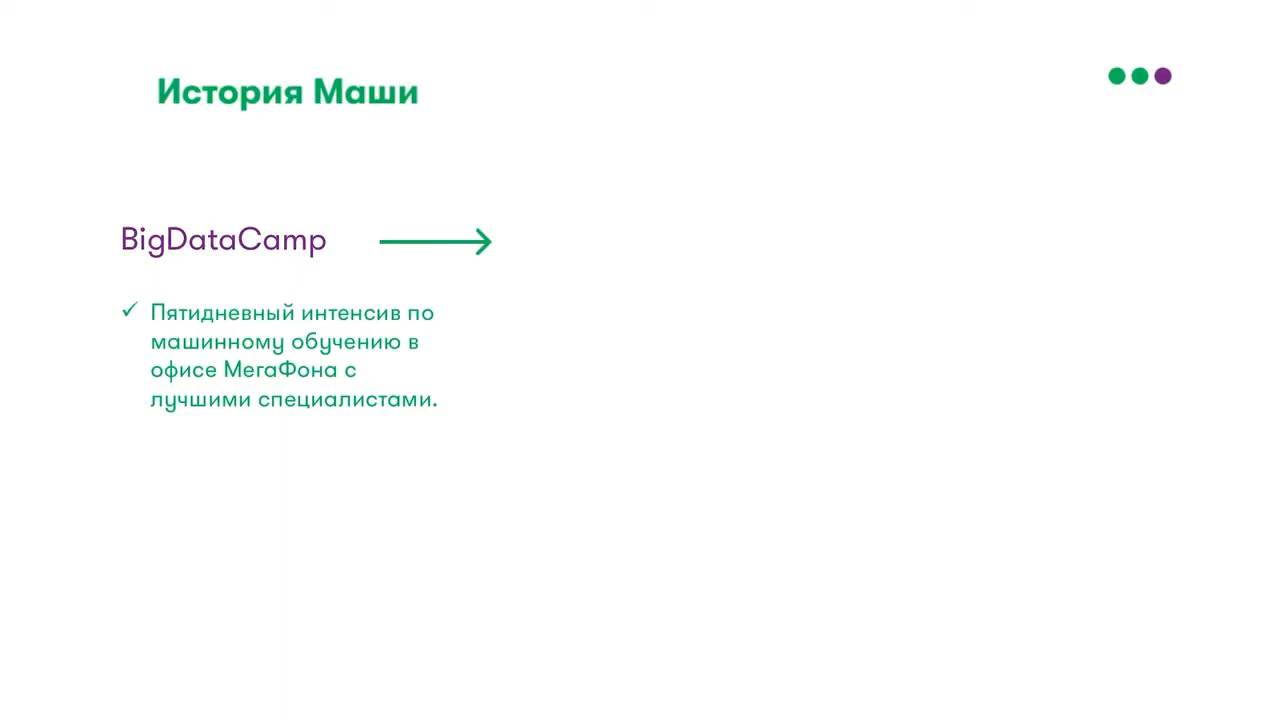 История Маши
BigDataCamp
Пятидневный интенсив по
машинному обучению в
офисе МегаФона с
лучшими специалистами.